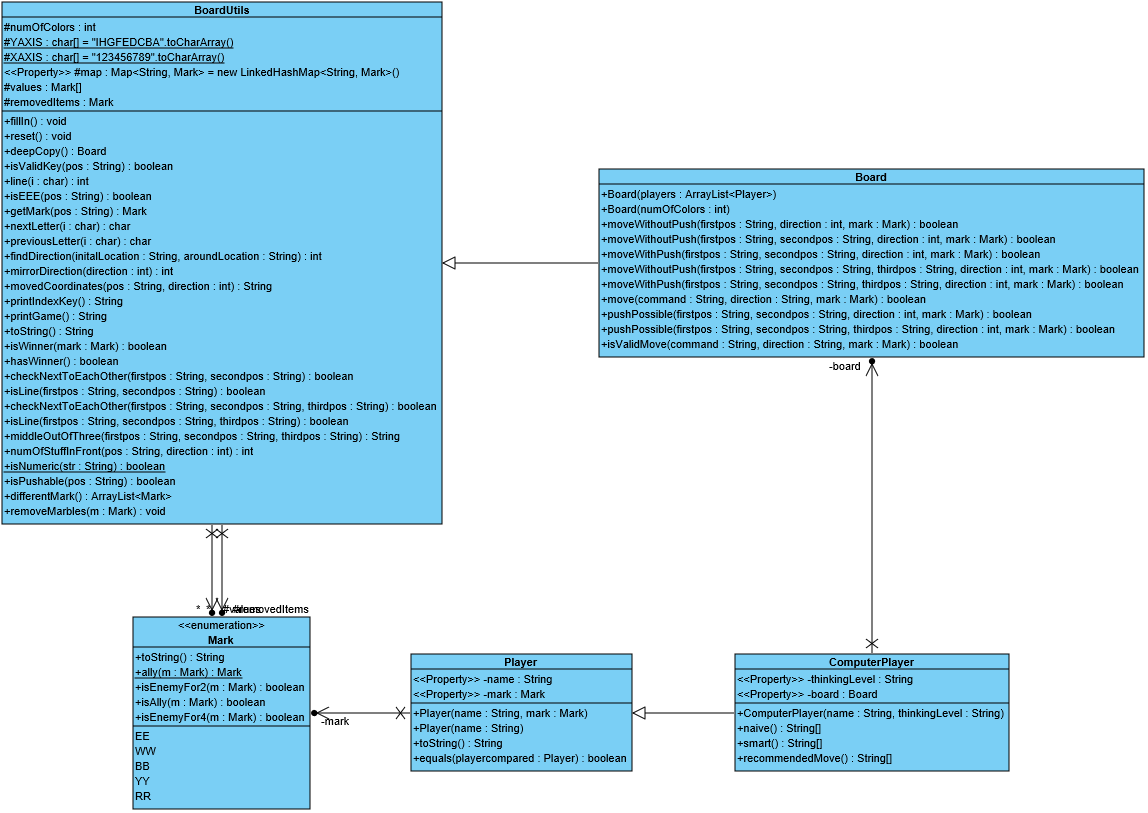 BoardUtils
#numOfColors : int
#YAXIS : char[] = "IHGFEDCBA".toCharArray()
#XAXIS : char[] = "123456789".toCharArray()
<<Property>> #map : Map<String, Mark> = new LinkedHashMap<String, Mark>()
#values : Mark[]
#removedItems : Mark
+fillIn() : void
+reset() : void
+deepCopy() : Board
+isValidKey(pos : String) : boolean
+line(i : char) : int
+isEEE(pos : String) : boolean
+getMark(pos : String) : Mark
+nextLetter(i : char) : char
+previousLetter(i : char) : char
+findDirection(initalLocation : String, aroundLocation : String) : int
+mirrorDirection(direction : int) : int
+movedCoordinates(pos : String, direction : int) : String
+printIndexKey() : String
+printGame() : String
+toString() : String
+isWinner(mark : Mark) : boolean
+hasWinner() : boolean
+checkNextToEachOther(firstpos : String, secondpos : String) : boolean
+isLine(firstpos : String, secondpos : String) : boolean
+checkNextToEachOther(firstpos : String, secondpos : String, thirdpos : String) : boolean
+isLine(firstpos : String, secondpos : String, thirdpos : String) : boolean
+middleOutOfThree(firstpos : String, secondpos : String, thirdpos : String) : String
+numOfStuffInFront(pos : String, direction : int) : int
+isNumeric(str : String) : boolean
+isPushable(pos : String) : boolean
+differentMark() : ArrayList<Mark>
+removeMarbles(m : Mark) : void
Board
+Board(players : ArrayList<Player>)
+Board(numOfColors : int)
+moveWithoutPush(firstpos : String, direction : int, mark : Mark) : boolean
+moveWithoutPush(firstpos : String, secondpos : String, direction : int, mark : Mark) : boolean
+moveWithPush(firstpos : String, secondpos : String, direction : int, mark : Mark) : boolean
+moveWithoutPush(firstpos : String, secondpos : String, thirdpos : String, direction : int, mark : Mark) : boolean
+moveWithPush(firstpos : String, secondpos : String, thirdpos : String, direction : int, mark : Mark) : boolean
+move(command : String, direction : String, mark : Mark) : boolean
+pushPossible(firstpos : String, secondpos : String, direction : int, mark : Mark) : boolean
+pushPossible(firstpos : String, secondpos : String, thirdpos : String, direction : int, mark : Mark) : boolean
+isValidMove(command : String, direction : String, mark : Mark) : boolean
-board
* * #values #removedItems
<<enumeration>>
Mark
+toString() : String
+ally(m : Mark) : Mark
+isEnemyFor2(m : Mark) : boolean
+isAlly(m : Mark) : boolean
+isEnemyFor4(m : Mark) : boolean
EE
WW
BB
YY
RR
-mark
Player
<<Property>> -name : String
<<Property>> -mark : Mark
+Player(name : String, mark : Mark)
+Player(name : String)
+toString() : String
+equals(playercompared : Player) : boolean
ComputerPlayer
<<Property>> -thinkingLevel : String
<<Property>> -board : Board
+ComputerPlayer(name : String, thinkingLevel : String)
+naive() : String[]
+smart() : String[]
+recommendedMove() : String[]